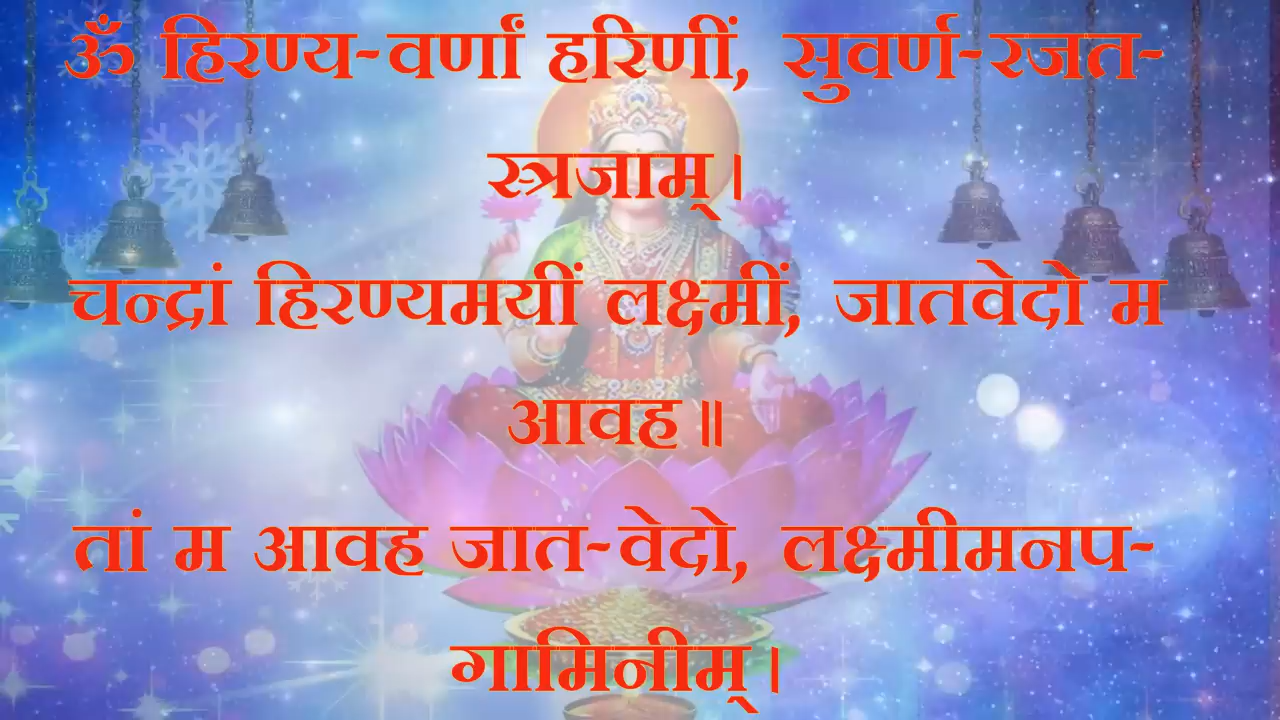 ॐ हिरण्य-वर्णां हरिणीं, सुवर्ण-रजत-
स्त्रजाम्।
चन्द्रां हिरण्यमयीं लक्ष्मीं, जातवेदो म
आवह॥
तां म आवह जात-वेदो, लक्ष्मीमनप-
गामिनीम्।